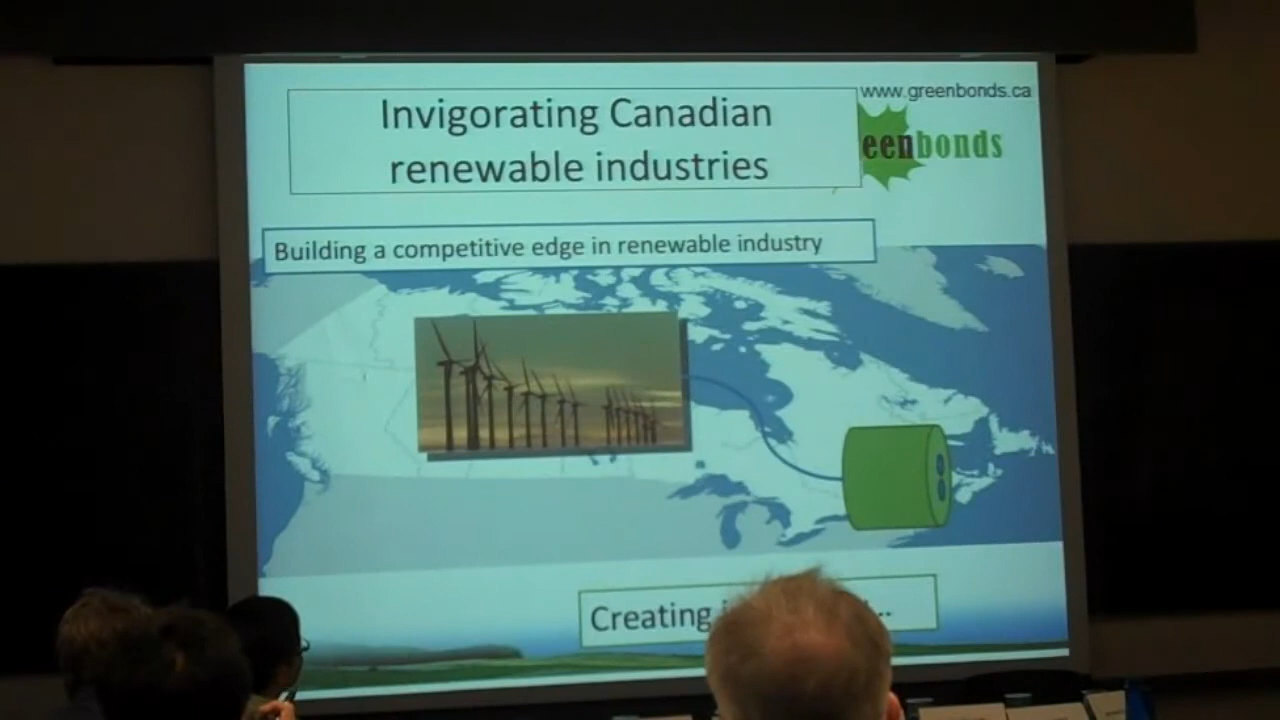 Invigorating Canadian
renewable industries
www.greenbonds.ca
eenbonds
Building a competitive edge in renewable industry
Creating